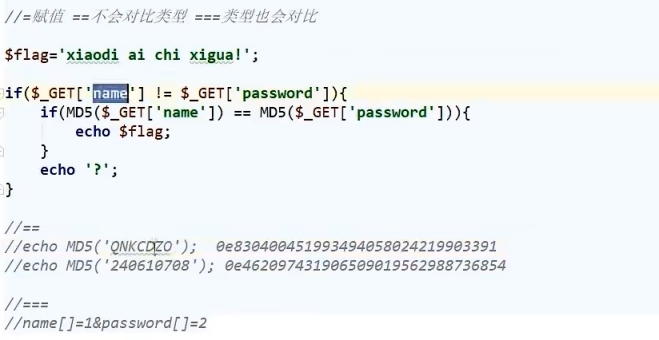 //=赋值 ==不会对比类型 ===类型也会对比
$flag='xiaodi ai chi xigua!';
if($_GET['name'] != $_GET['password']){
if(MD5($_GET['name']) == MD5($_GET['password'])){
echo $flag;
}
echo '?';
}
//==
//echo MD5('QNKCDZO'); 0e830400451993494058024219903391
//echo MD5('240610708'); 0e462097431906509019562988736854
//===
//name[]=1&password[]=2